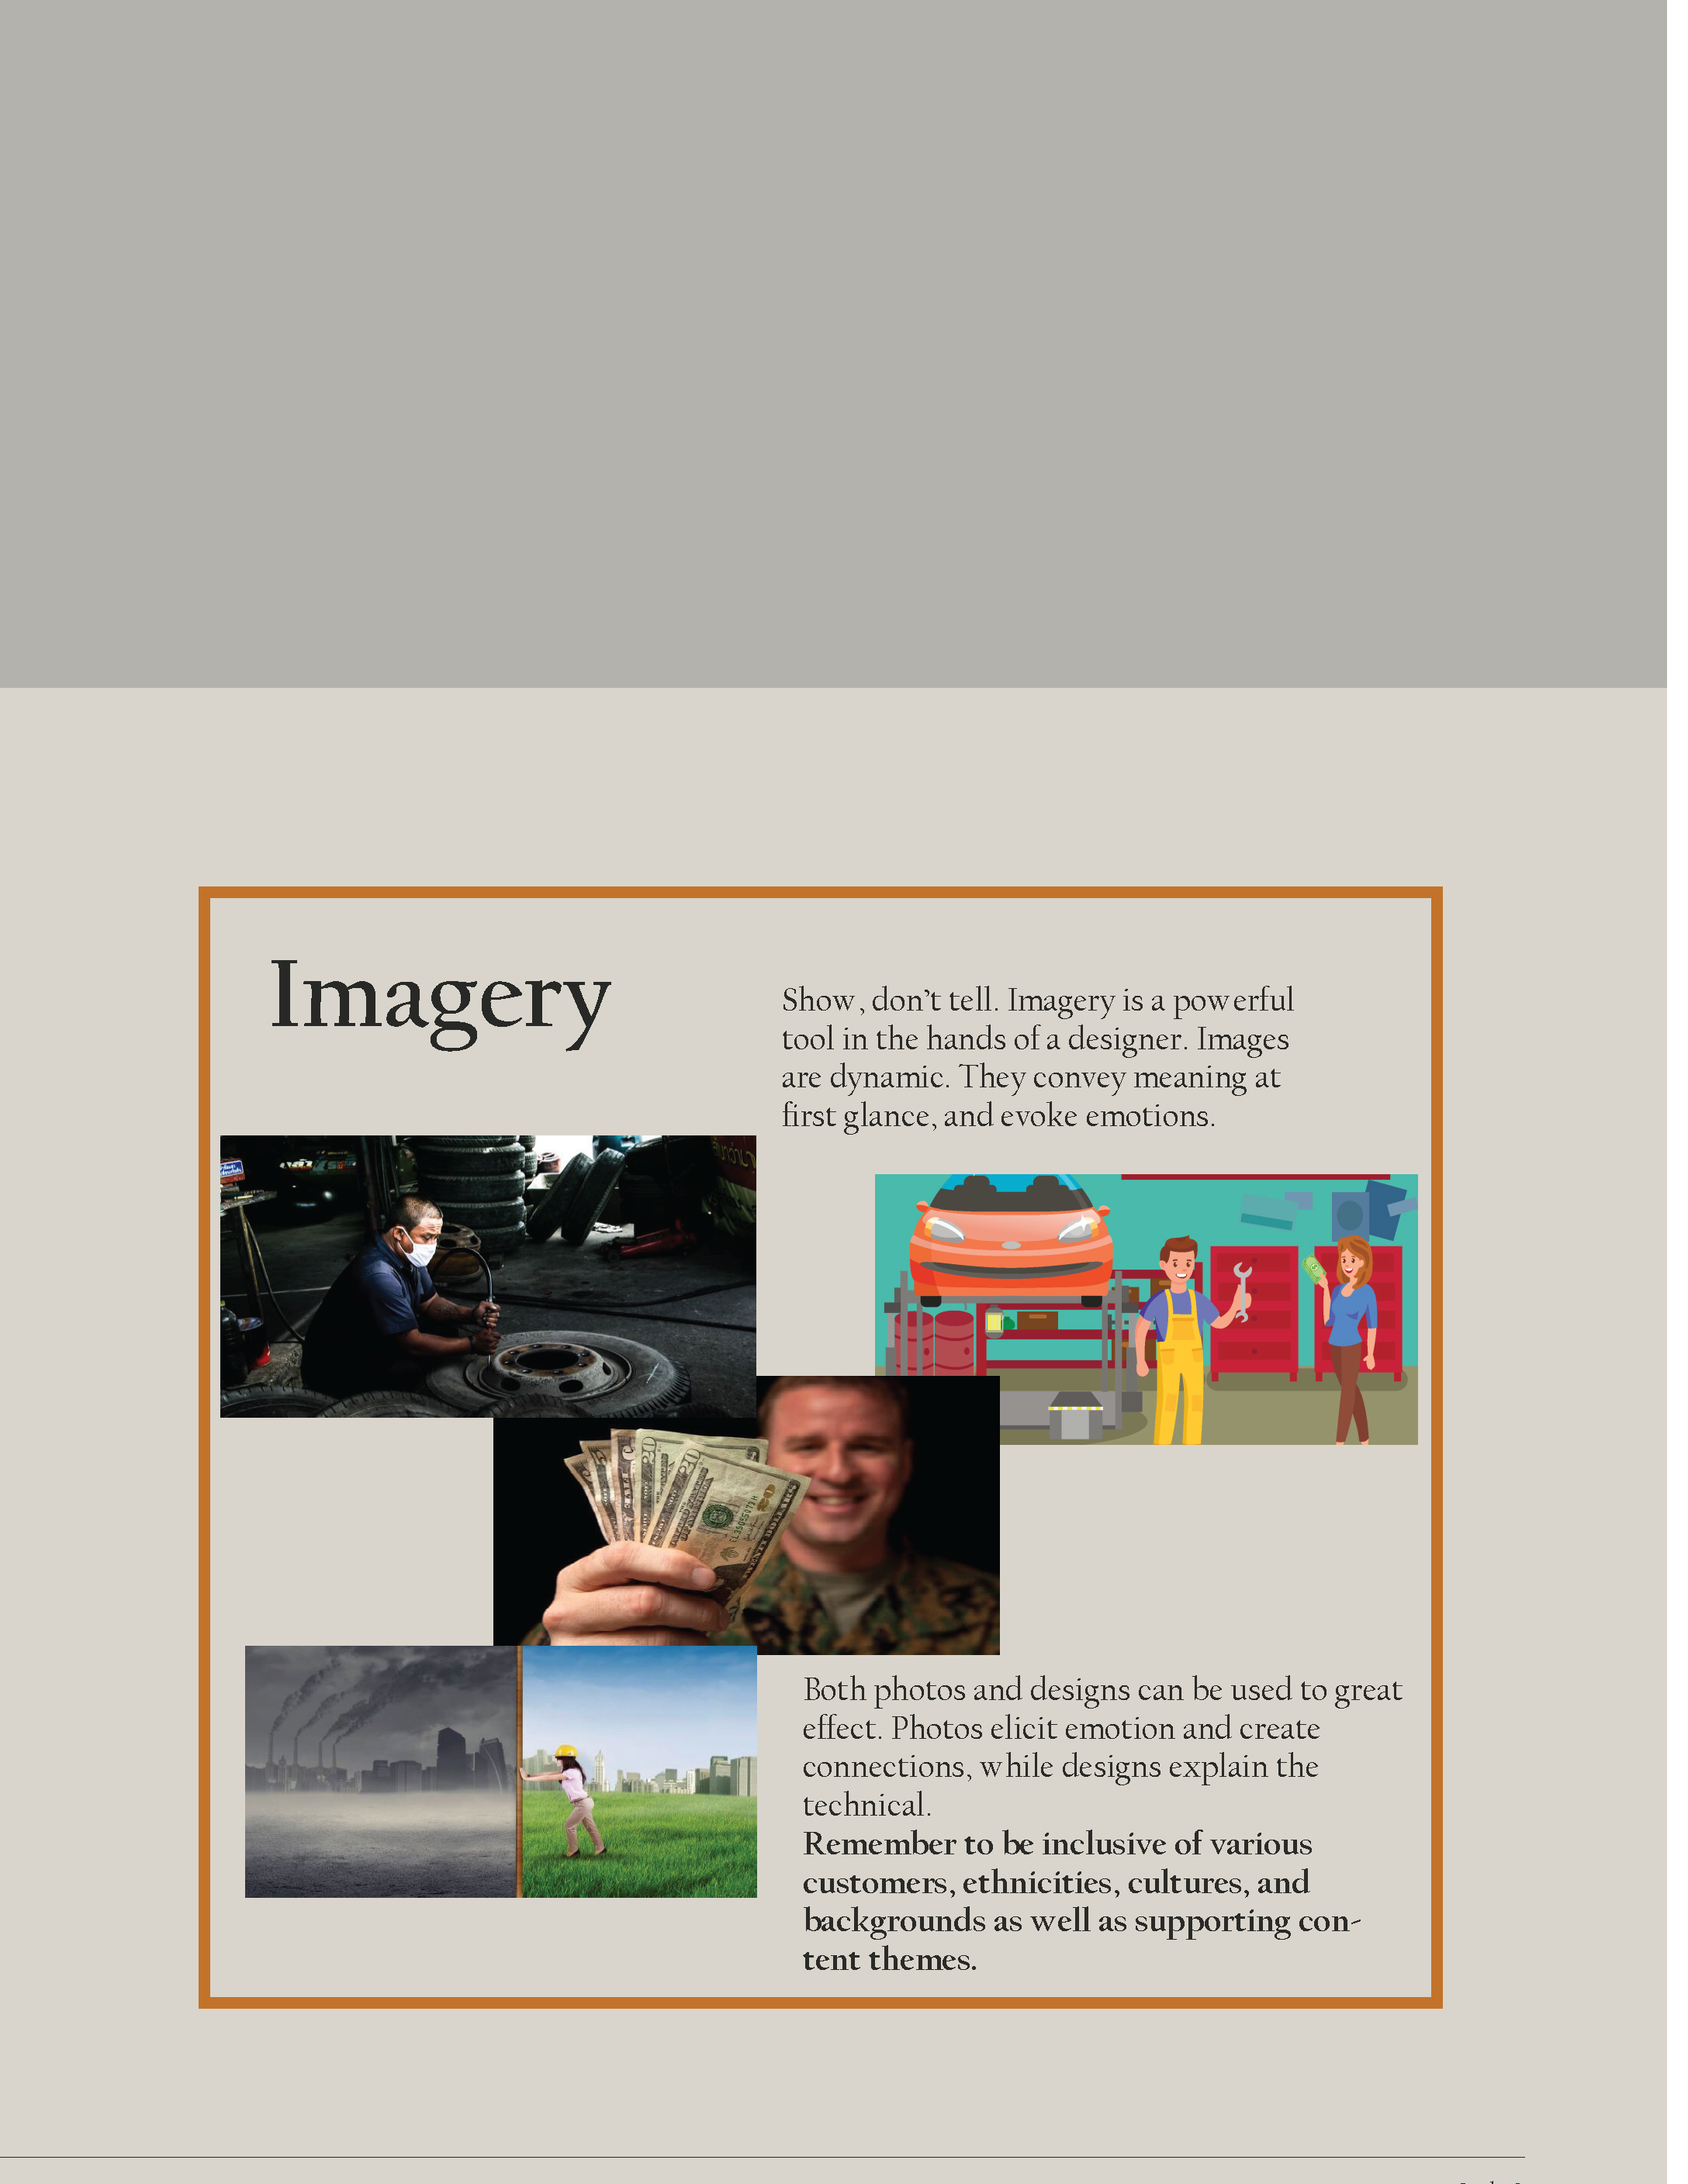 Imagery
Show, don't tell. Imagery is a powerful
tool in the hands of a designer. Images
are dynamic. They convey meaning at
first glance, and evoke emotions.
Both photos and designs can be used to great
effect. Photos elicit emotion and create
connections, while designs explain the
technical.
Remember to be inclusive of various
customers, ethnicities, cultures, and
backgrounds as well as supporting con-
tent themes.